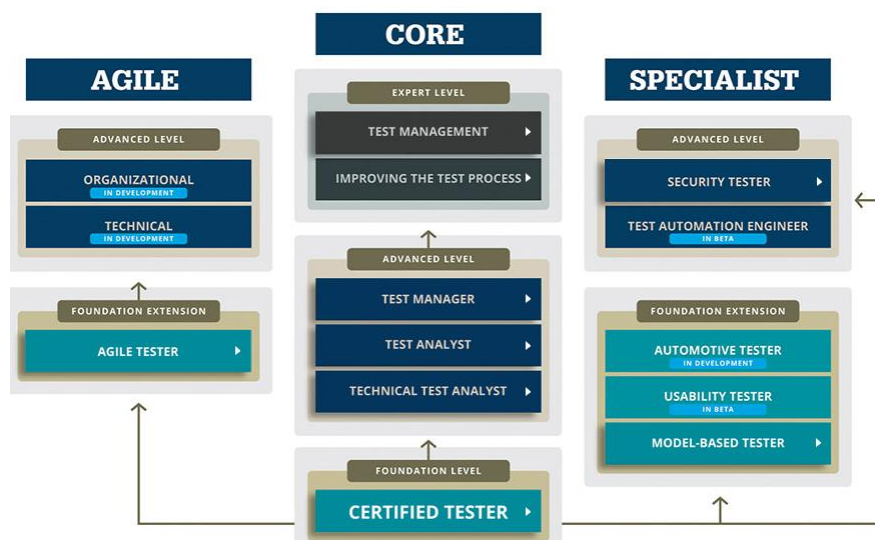 AGILE
ADVANCED LEVEL
ORGANIZATIONAL
IN DEVELOPMENT
TECHNICAL
IN DEVELOPMENT
FOUNDATION EXTENSION
AGILE TESTER
CORE
EXPERT LEVEL
TEST MANAGEMENT
IMPROVING THE TEST PROCESS
ADVANCED LEVEL
TEST MANAGER
TEST ANALYST
TECHNICAL TEST ANALYST
FOUNDATION LEVEL
CERTIFIED TESTER
SPECIALIST
ADVANCED LEVEL
SECURITY TESTER
TEST AUTOMATION ENGINEER
IN BETA
FOUNDATION EXTENSION
AUTOMOTIVE TESTER
IN DEVELOPMENT
USABILITY TESTER
IN BETA
MODEL-BASED TESTER